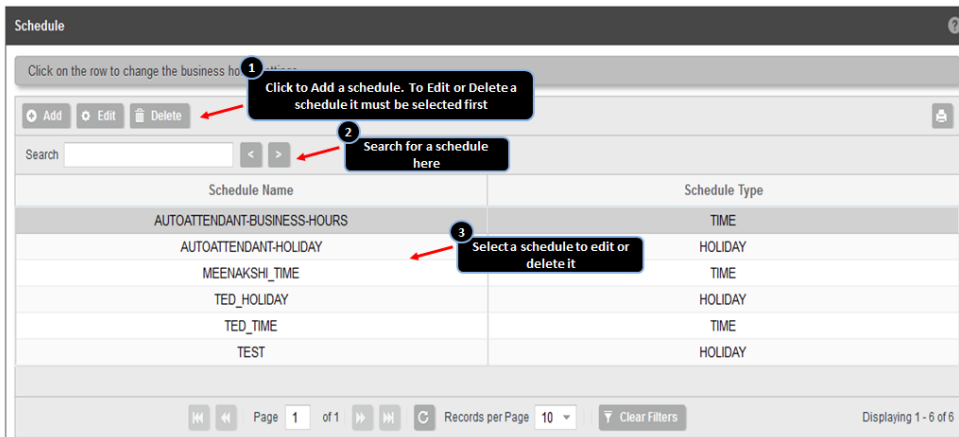 Schedule
?
Click on the row to change the business ho
1
Click to Add a schedule. To Edit or Delete a
schedule it must be selected first
Add Edit Delete
2
Search for a schedule
here
Search < >
Schedule Name Schedule Type
AUTOATTENDANT-BUSINESS-HOURS TIME
3
Select a schedule to edit or
delete it
AUTOATTENDANT-HOLIDAY HOLIDAY
MEENAKSHI_TIME TIME
TED_HOLIDAY HOLIDAY
TED_TIME TIME
TEST HOLIDAY
Page 1 of 1 Records per Page 10 Clear Filters Displaying 1 - 6 of 6